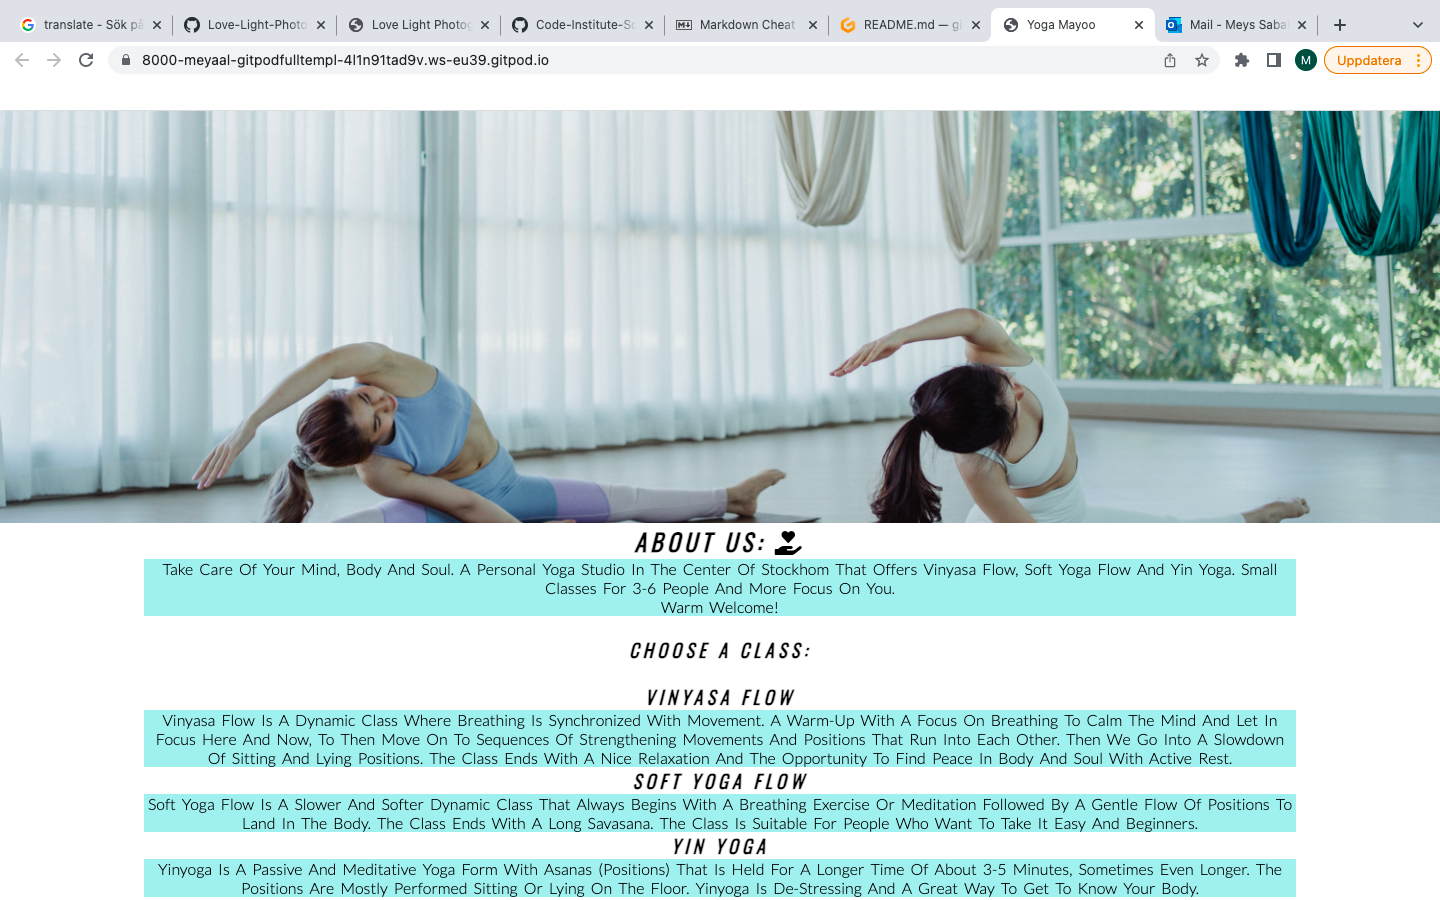 translate - Sök på
Love-Light-Photo
Love Light Photog
Code-Institute-So
Markdown Cheat
README.md — gi
Yoga Mayoo
Mail - Meys Sabal
8000-meyaal-gitpodfulltempl-4l1n91tad9v.ws-eu39.gitpod.io
M
Uppdatera
ABOUT US:
Take Care Of Your Mind, Body And Soul. A Personal Yoga Studio In The Center Of Stockhom That Offers Vinyasa Flow, Soft Yoga Flow And Yin Yoga. Small
Classes For 3-6 People And More Focus On You.
Warm Welcome!
CHOOSE A CLASS:
VINYASA FLOW
Vinyasa Flow Is A Dynamic Class Where Breathing Is Synchronized With Movement. A Warm-Up With A Focus On Breathing To Calm The Mind And Let In
Focus Here And Now, To Then Move On To Sequences Of Strengthening Movements And Positions That Run Into Each Other. Then We Go Into A Slowdown
Of Sitting And Lying Positions. The Class Ends With A Nice Relaxation And The Opportunity To Find Peace In Body And Soul With Active Rest.
SOFT YOGA FLOW
Soft Yoga Flow Is A Slower And Softer Dynamic Class That Always Begins With A Breathing Exercise Or Meditation Followed By A Gentle Flow Of Positions To
Land In The Body. The Class Ends With A Long Savasana. The Class Is Suitable For People Who Want To Take It Easy And Beginners.
YIN YOGA
Yinyoga Is A Passive And Meditative Yoga Form With Asanas (Positions) That Is Held For A Longer Time Of About 3-5 Minutes, Sometimes Even Longer. The
Positions Are Mostly Performed Sitting Or Lying On The Floor. Yinyoga Is De-Stressing And A Great Way To Get To Know Your Body.